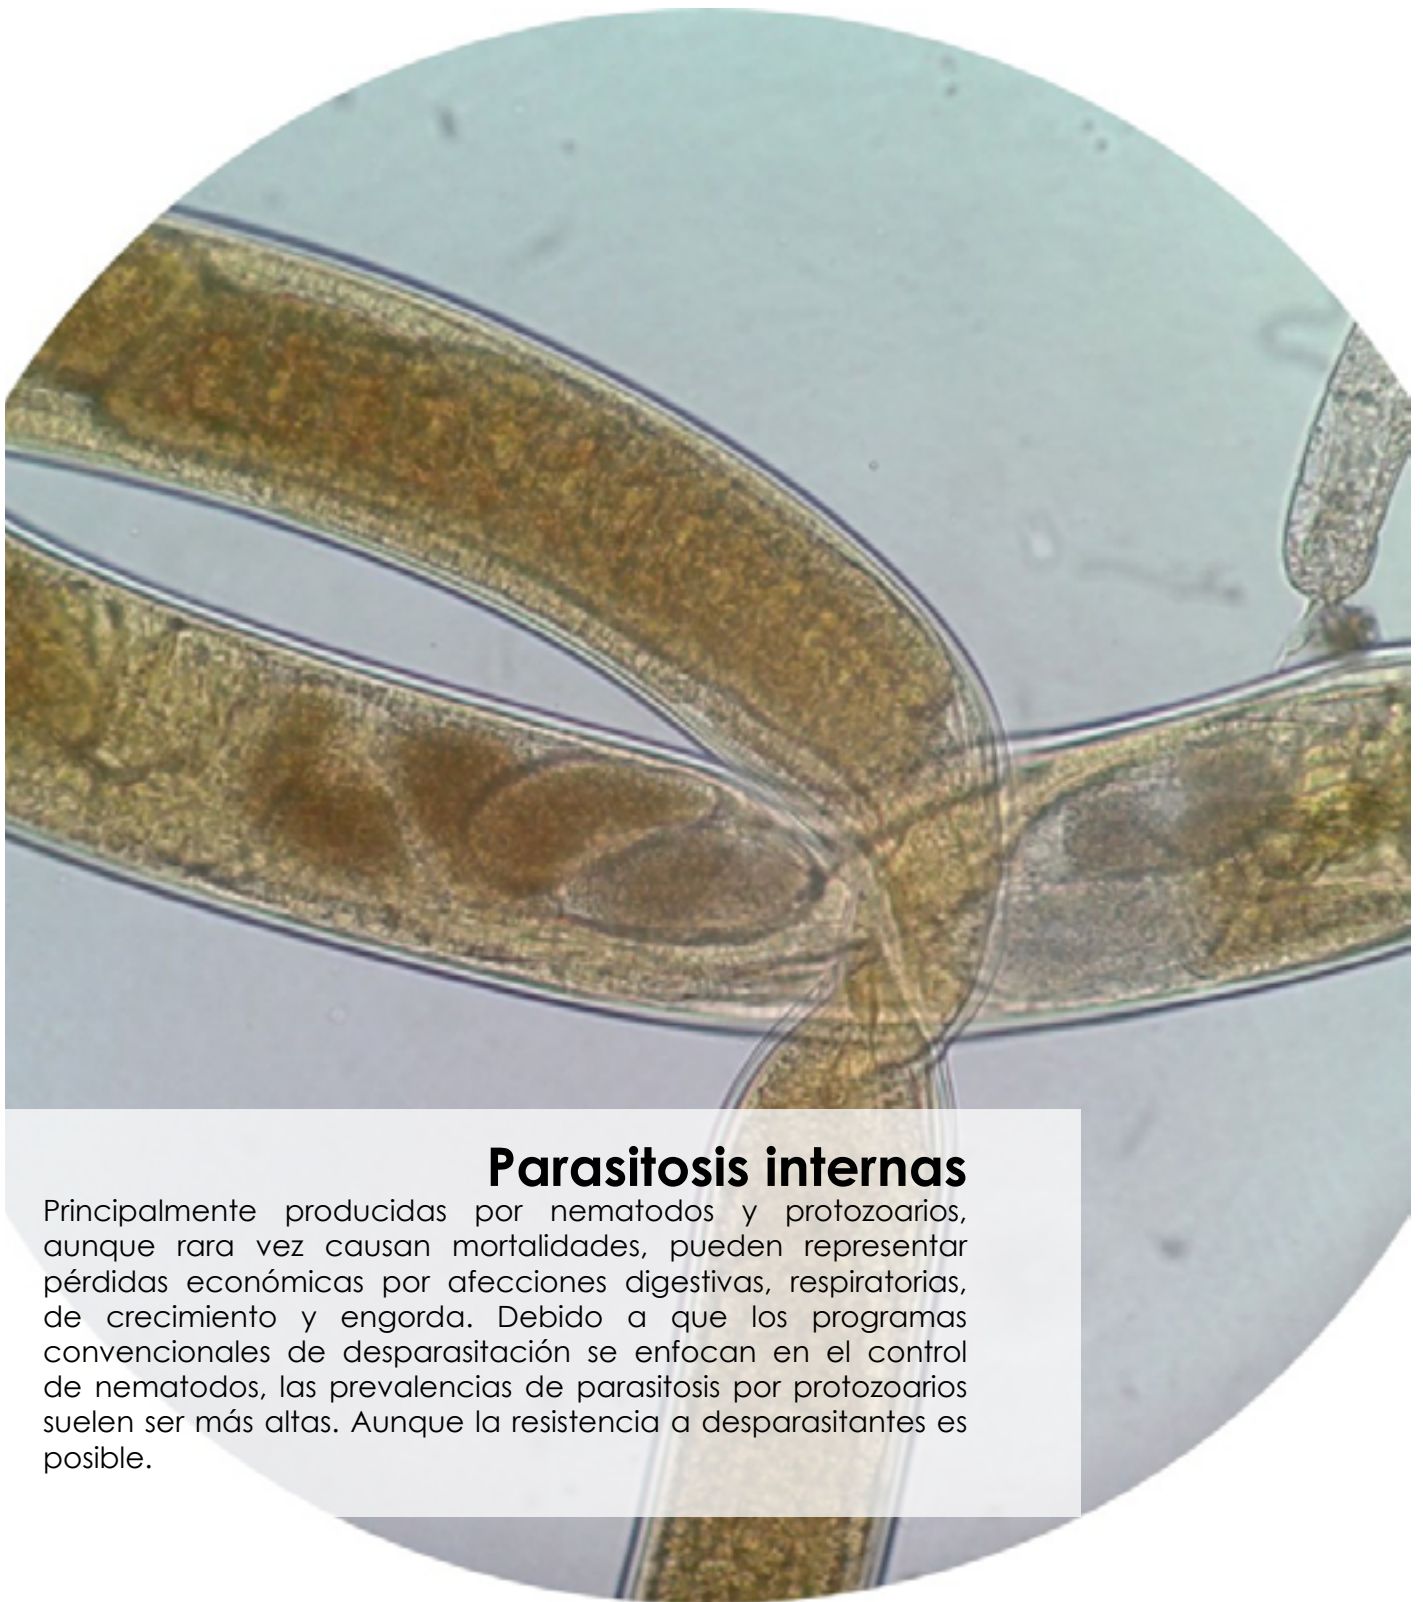 Parasitosis internas
Principalmente producidas por nematodos y protozoarios,
aunque rara vez causan mortalidades, pueden representar
pérdidas económicas por afecciones digestivas, respiratorias,
de crecimiento y engorda. Debido a que los programas
convencionales de desparasitación se enfocan en el control
de nematodos, las prevalencias de parasitosis por protozoarios
suelen ser más altas. Aunque la resistencia a desparasitantes es
posible.